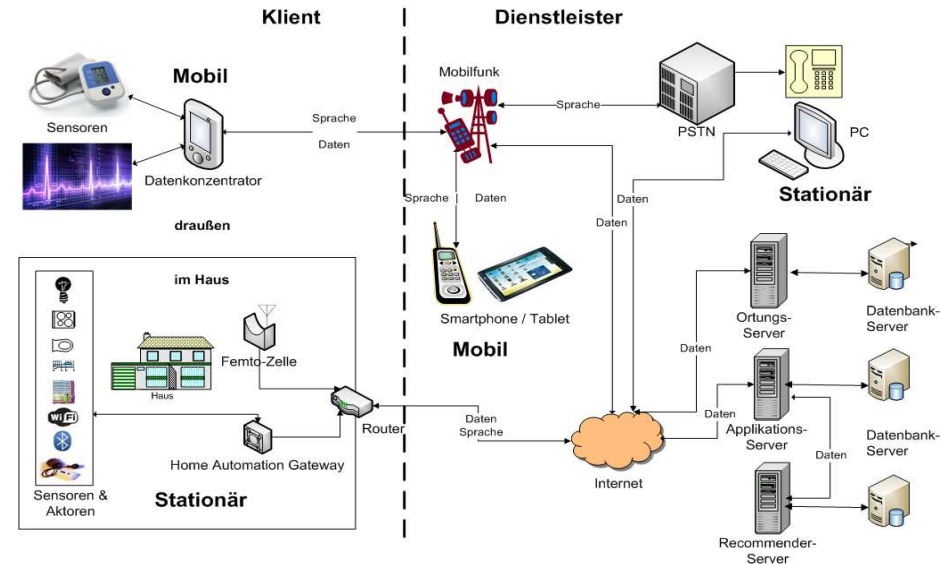 Klient
Dienstleister
Mobil
Sensoren
Datenkonzentrator
draußen
Sprache
Daten
Mobilfunk
Sprache
PSTN
PC
Stationär
Sprache
Daten
Daten
Daten
Smartphone / Tablet
Mobil
im Haus
Femto-Zelle
Haus
WiFi
Router
Home Automation Gateway
Sensoren &
Aktoren
Stationär
Daten
Sprache
Internet
Daten
Daten
Ortungs-
Server
Datenbank-
Server
Applikations-
Server
Daten
Datenbank-
Server
Recommender-
Server